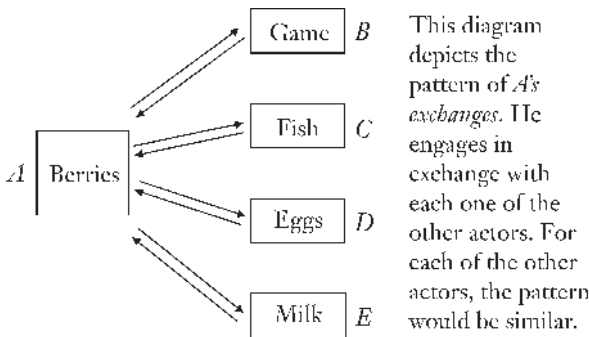 Game B
Fish C
A Berries
Eggs D
Milk E
This diagram
depicts the
pattern of A's
exchanges. He
engages in
exchange with
each one of the
other actors. For
each of the other
actors, the pattern
would be similar.